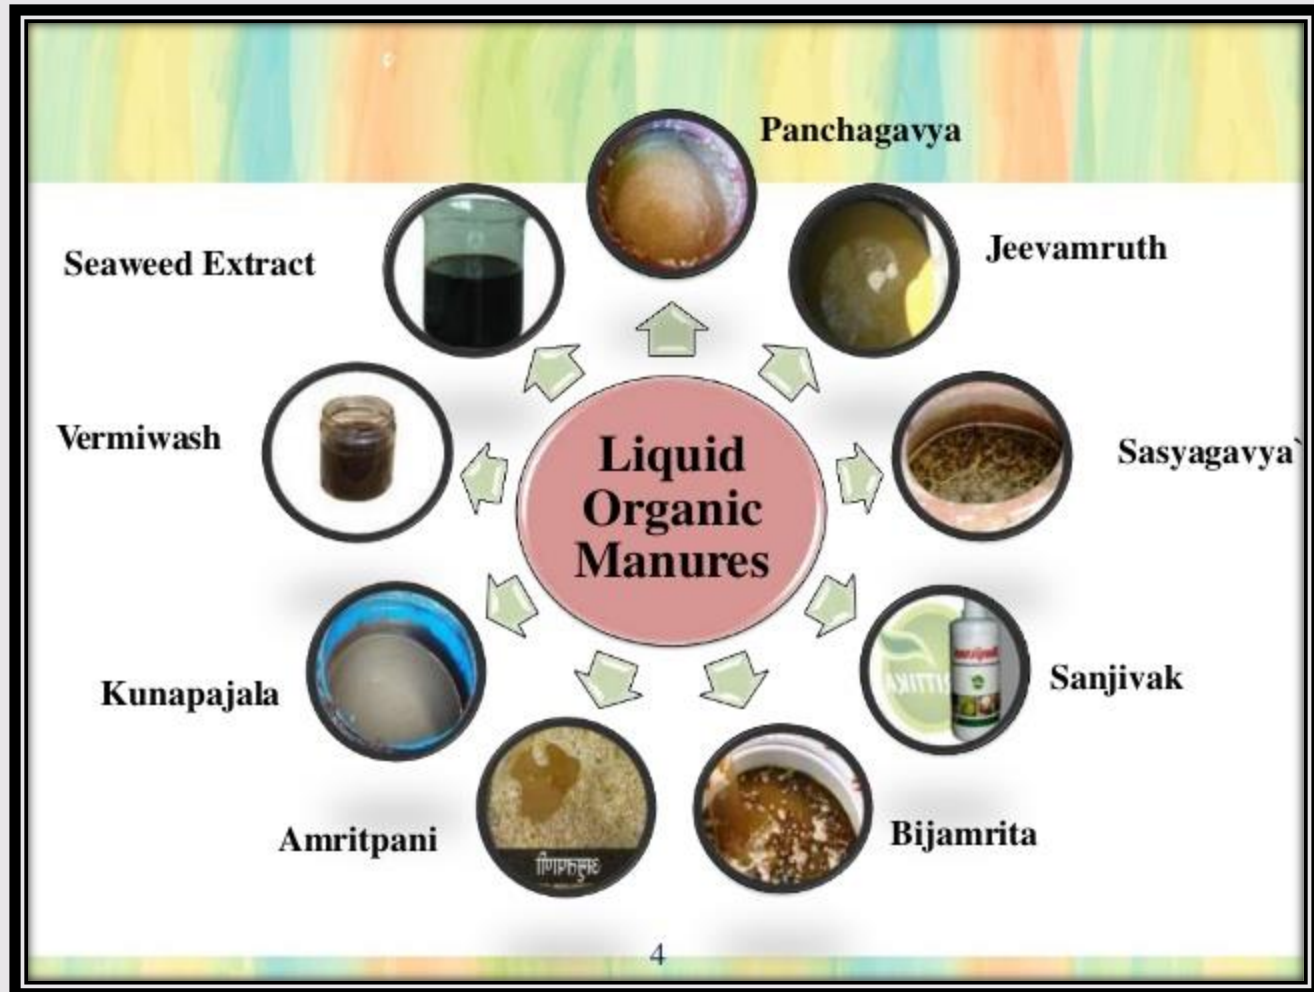 Panchagavya
Jeevamruth
Seaweed Extract
Vermiwash
Sasyagavya`
Liquid
Organic
Manures
Kunapajala
Sanjivak
Amritpani
Bijamrita
4